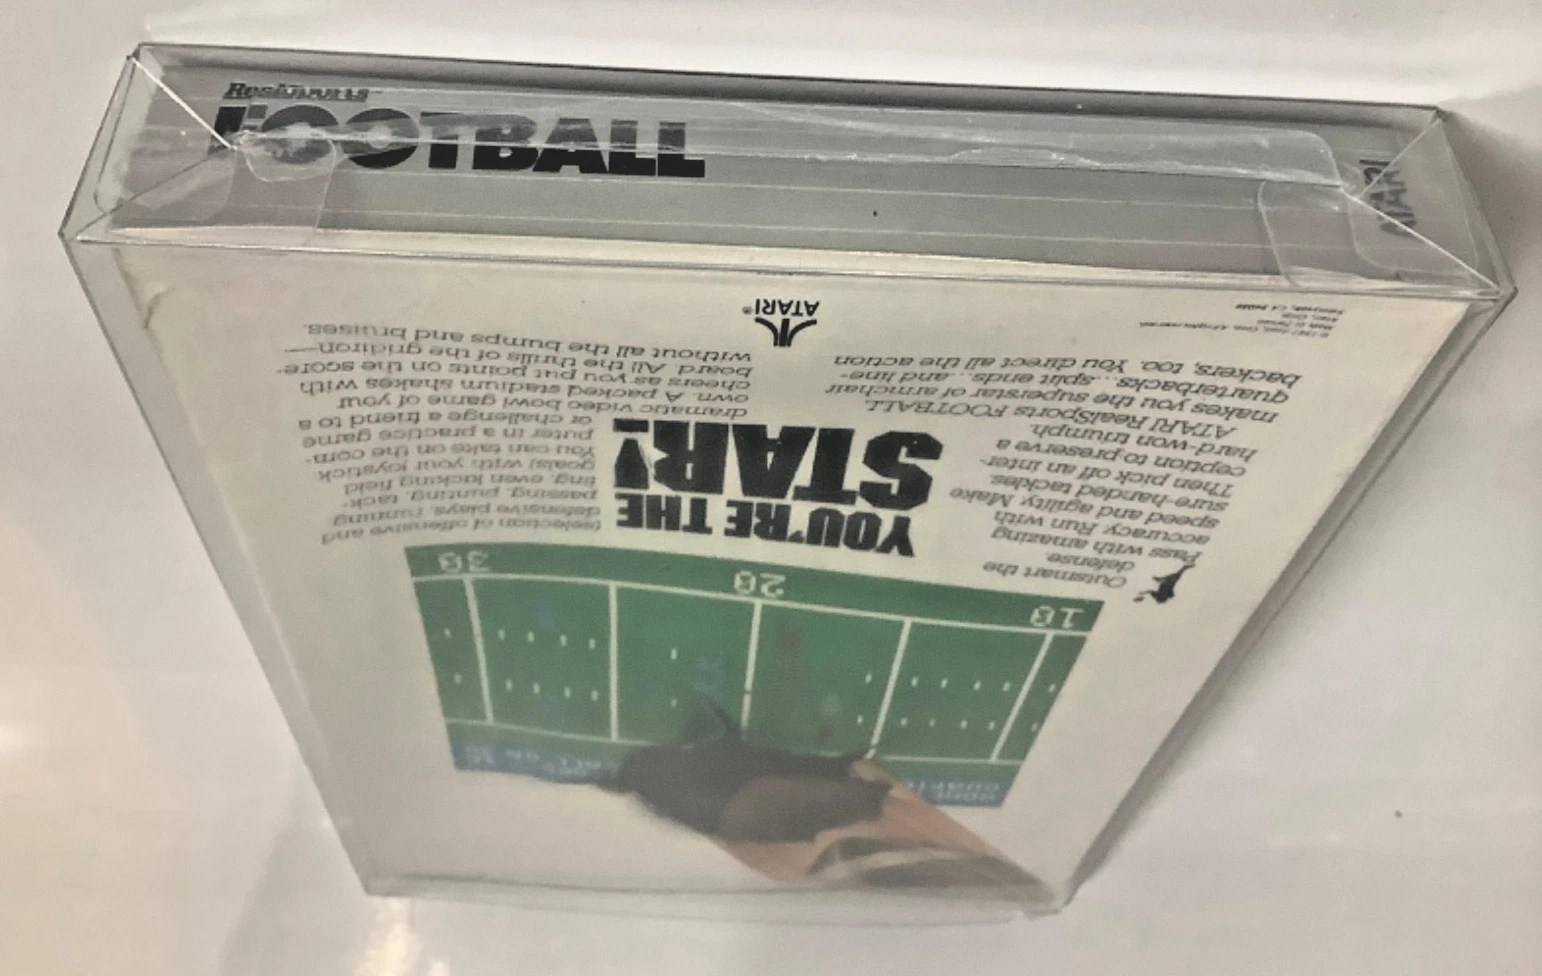 RealSports™
FOOTBALL
ATARI
10
20
30
YOU'RE THE
STAR!
Outsmart the
defense.
Pass with amazing
accuracy. Run with
speed and agility. Make
sure-handed tackles.
Then pick off an inter-
ception to preserve a
hard-won triumph.
ATARI RealSports FOOTBALL
makes you the superstar of armchair
quarterbacks...split ends...and line-
backers, too. You direct all the action
(selection of offensive and
defensive plays, running
passing, punting, tack-
ling, even kicking field
goals) with your joystick
You can take on the com-
puter in a practice game
or challenge a friend to a
dramatic video bowl game of your
own. A packed stadium shakes with
cheers as you put points on the score-
board. All the thrills of the gridiron—
without all the bumps and bruises.
ATARI®